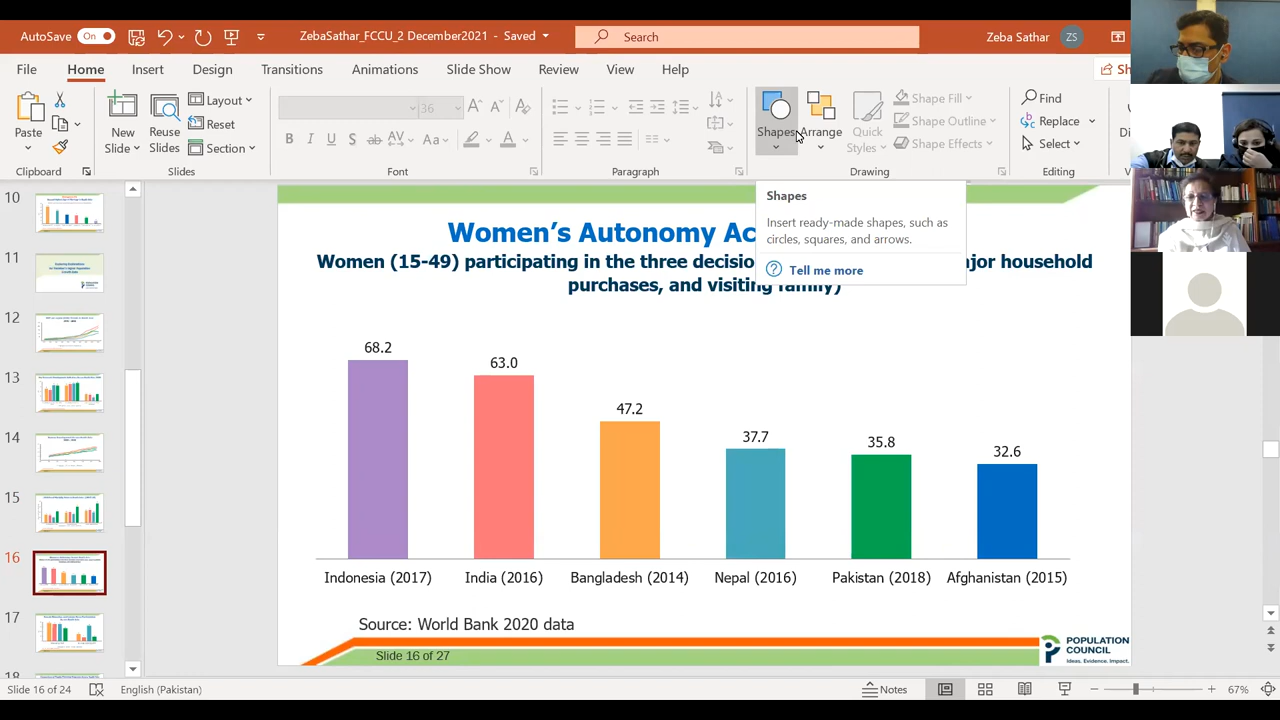 AutoSave On ZebaSathar_FCCU_2 December2021 - Saved Search Zeba Sathar ZS
File Home Insert Design Transitions Animations Slide Show Review View Help Sh
Paste New Slide Reuse Slides Layout Reset Section 36 Shapes Arrange Quick Styles Shape Fill Shape Outline Shape Effects Find Replace Select Di
Clipboard Slides Font Paragraph Drawing Editing
Shapes
Insert ready-made shapes, such as
circles, squares, and arrows.
Tell me more
10
11
12
13
14
15
16
17
18
Women's Autonomy Ac
Women (15-49) participating in the three decisio jor household
purchases, and visiting family)
68.2
63.0
47.2
37.7
35.8
32.6
Indonesia (2017) India (2016) Bangladesh (2014) Nepal (2016) Pakistan (2018) Afghanistan (2015)
Source: World Bank 2020 data
Slide 16 of 27
POPULATION
COUNCIL
Ideas. Evidence. Impact.
Slide 16 of 24 English (Pakistan) Notes 67%